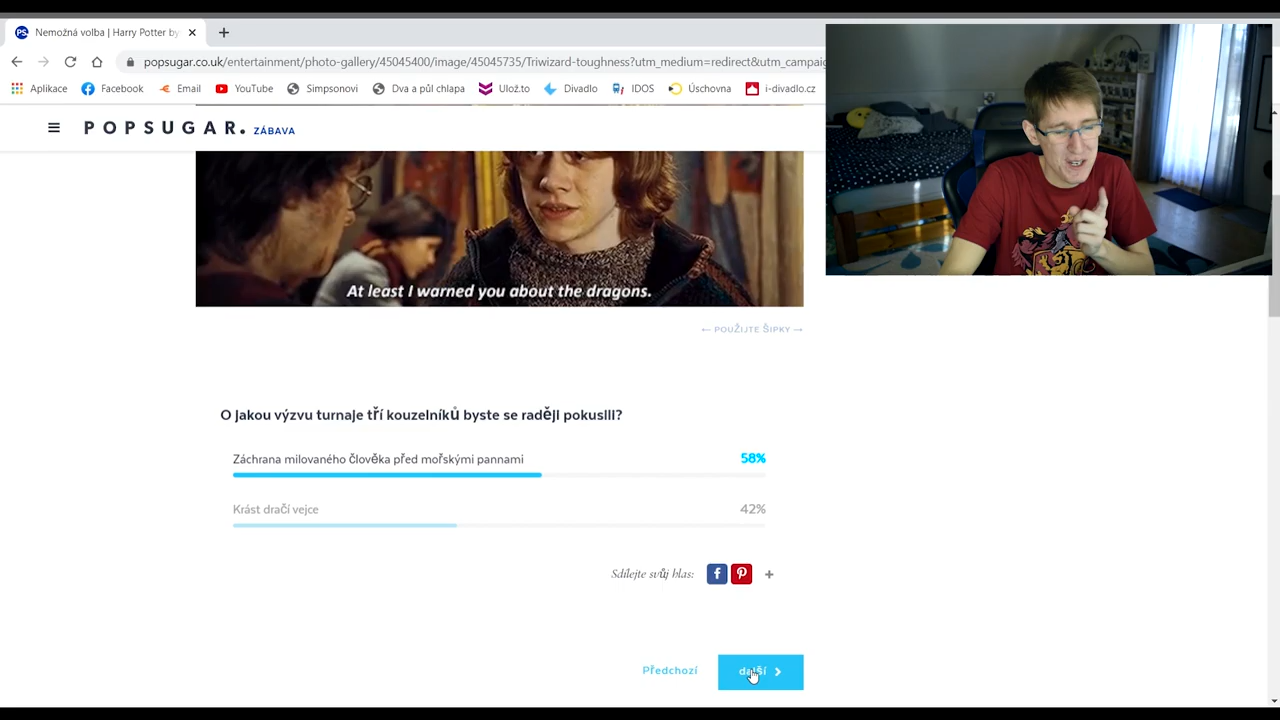 Nemožná volba | Harry Potter by
popsugar.co.uk/entertainment/photo-gallery/45045400/image/45045735/Triwizard-toughness?utm_medium=redirect&utm_campaig
Aplikace Facebook Email YouTube Simpsonovi Dva a půl chlapa Ulož.to Divadlo IDOS Úschovna i-divadlo.cz
POPSUGAR. ZÁBAVA
At least I warned you about the dragons.
← POUŽIJTE ŠIPKY →
O jakou výzvu turnaje tří kouzelníků byste se raději pokusili?
Záchrana milovaného člověka před mořskými pannami 58%
Krást dračí vejce 42%
Sdílejte svůj hlas:
Předchozí další